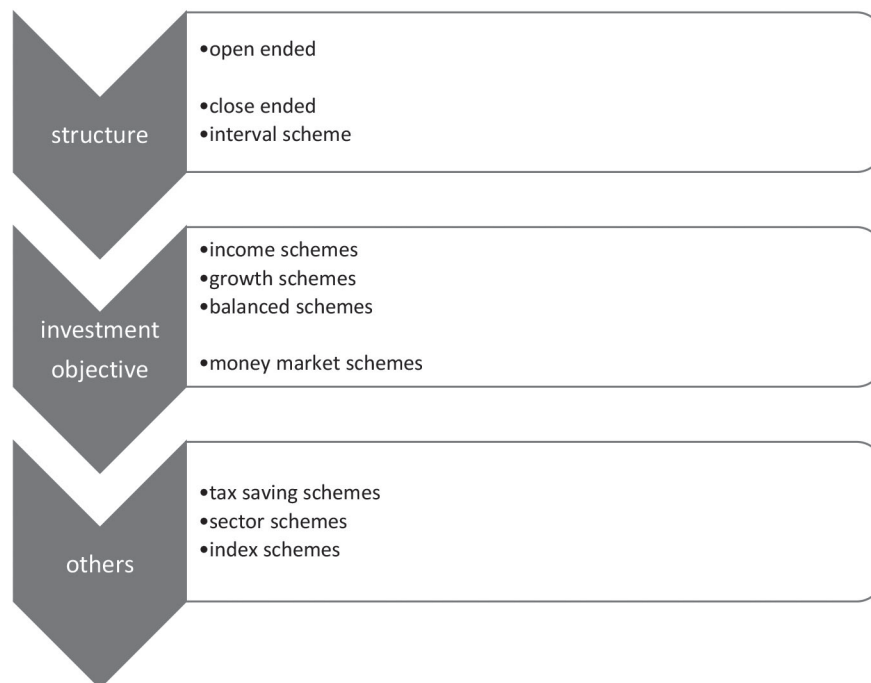 structure
•open ended
•close ended
•interval scheme
investment
objective
•income schemes
•growth schemes
•balanced schemes
•money market schemes
others
•tax saving schemes
•sector schemes
•index schemes